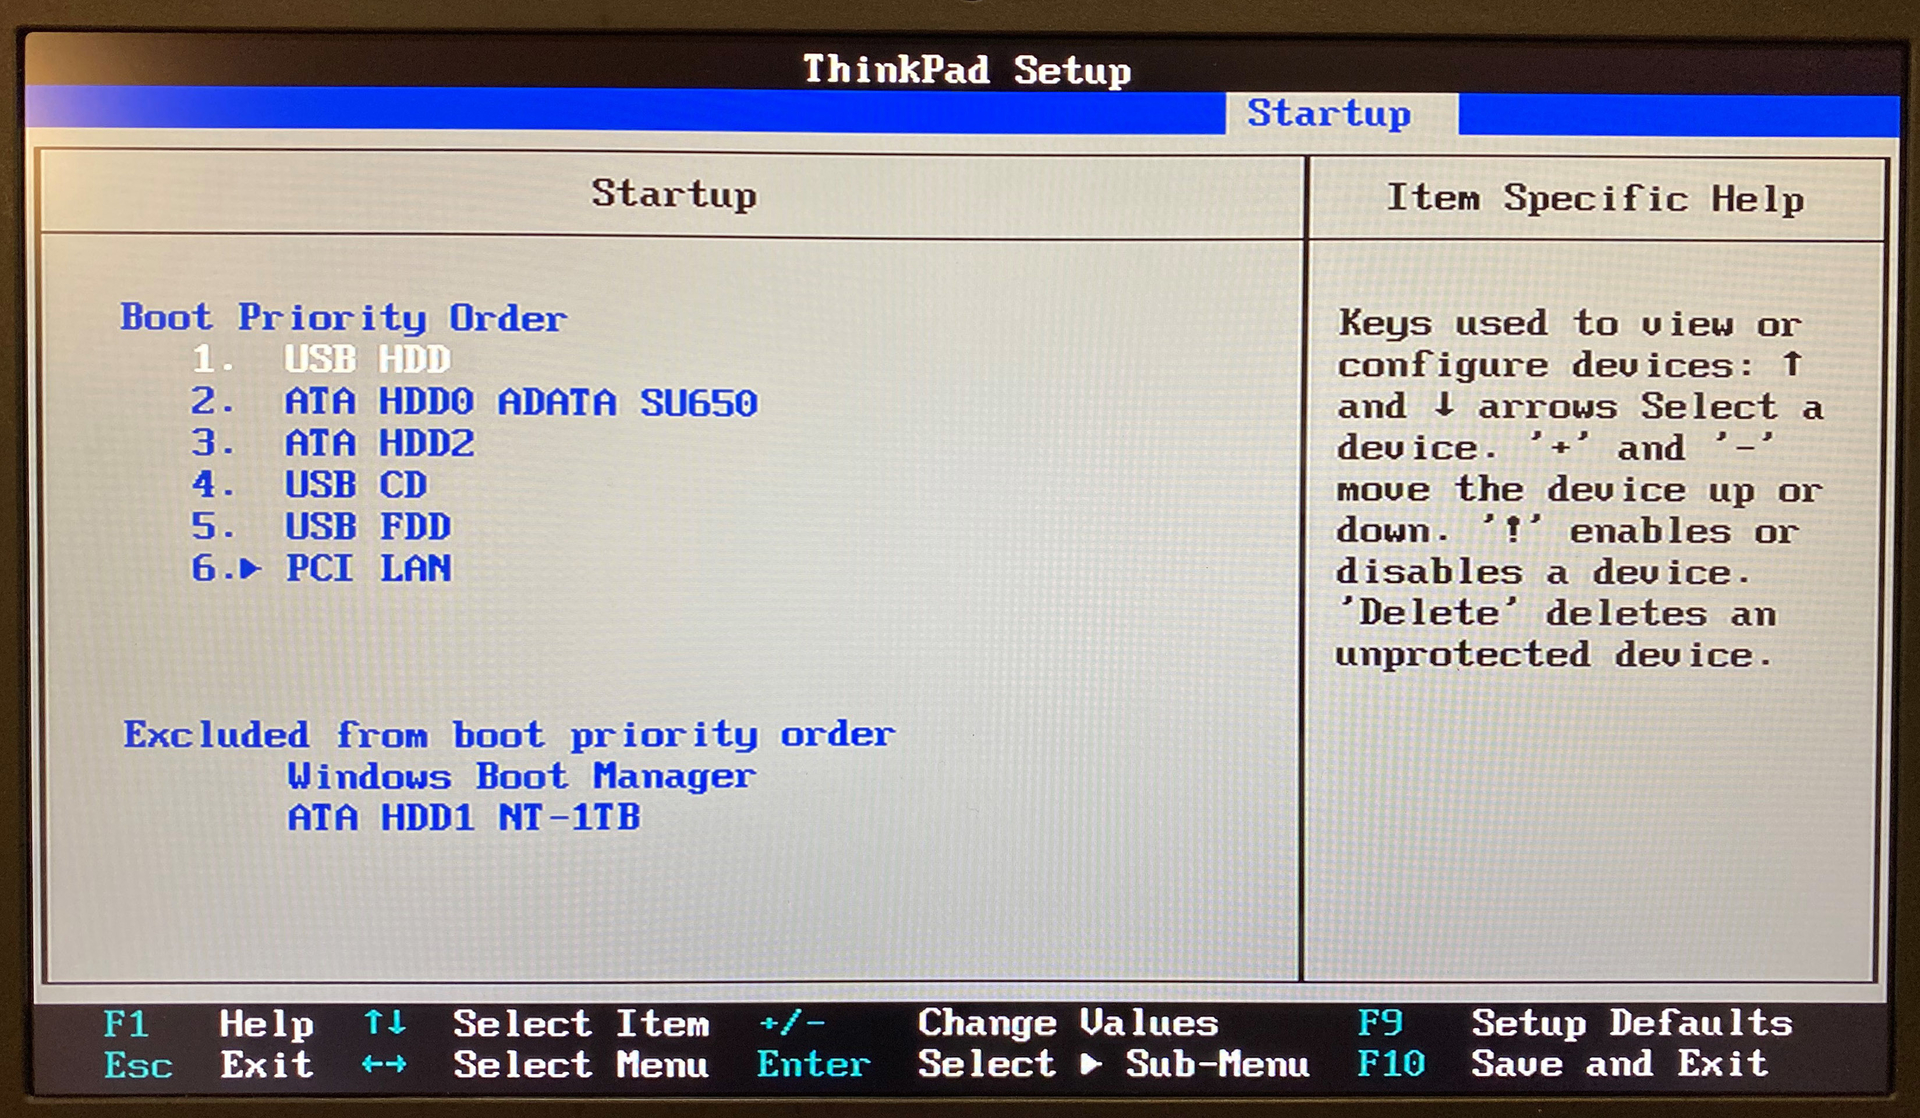 ThinkPad Setup
Startup
Startup
Boot Priority Order
1. USB HDD
2. ATA HDD0 ADATA SU650
3. ATA HDD2
4. USB CD
5. USB FDD
6.▶ PCI LAN
Excluded from boot priority order
Windows Boot Manager
ATA HDD1 NT-1TB
Item Specific Help
Keys used to view or
configure devices: ↑
and ↓ arrows Select a
device. '+' and '-'
move the device up or
down. '!' enables or
disables a device.
'Delete' deletes an
unprotected device.
F1 Help ↑↓ Select Item +/- Change Values F9 Setup Defaults
Esc Exit ←→ Select Menu Enter Select ▶ Sub-Menu F10 Save and Exit